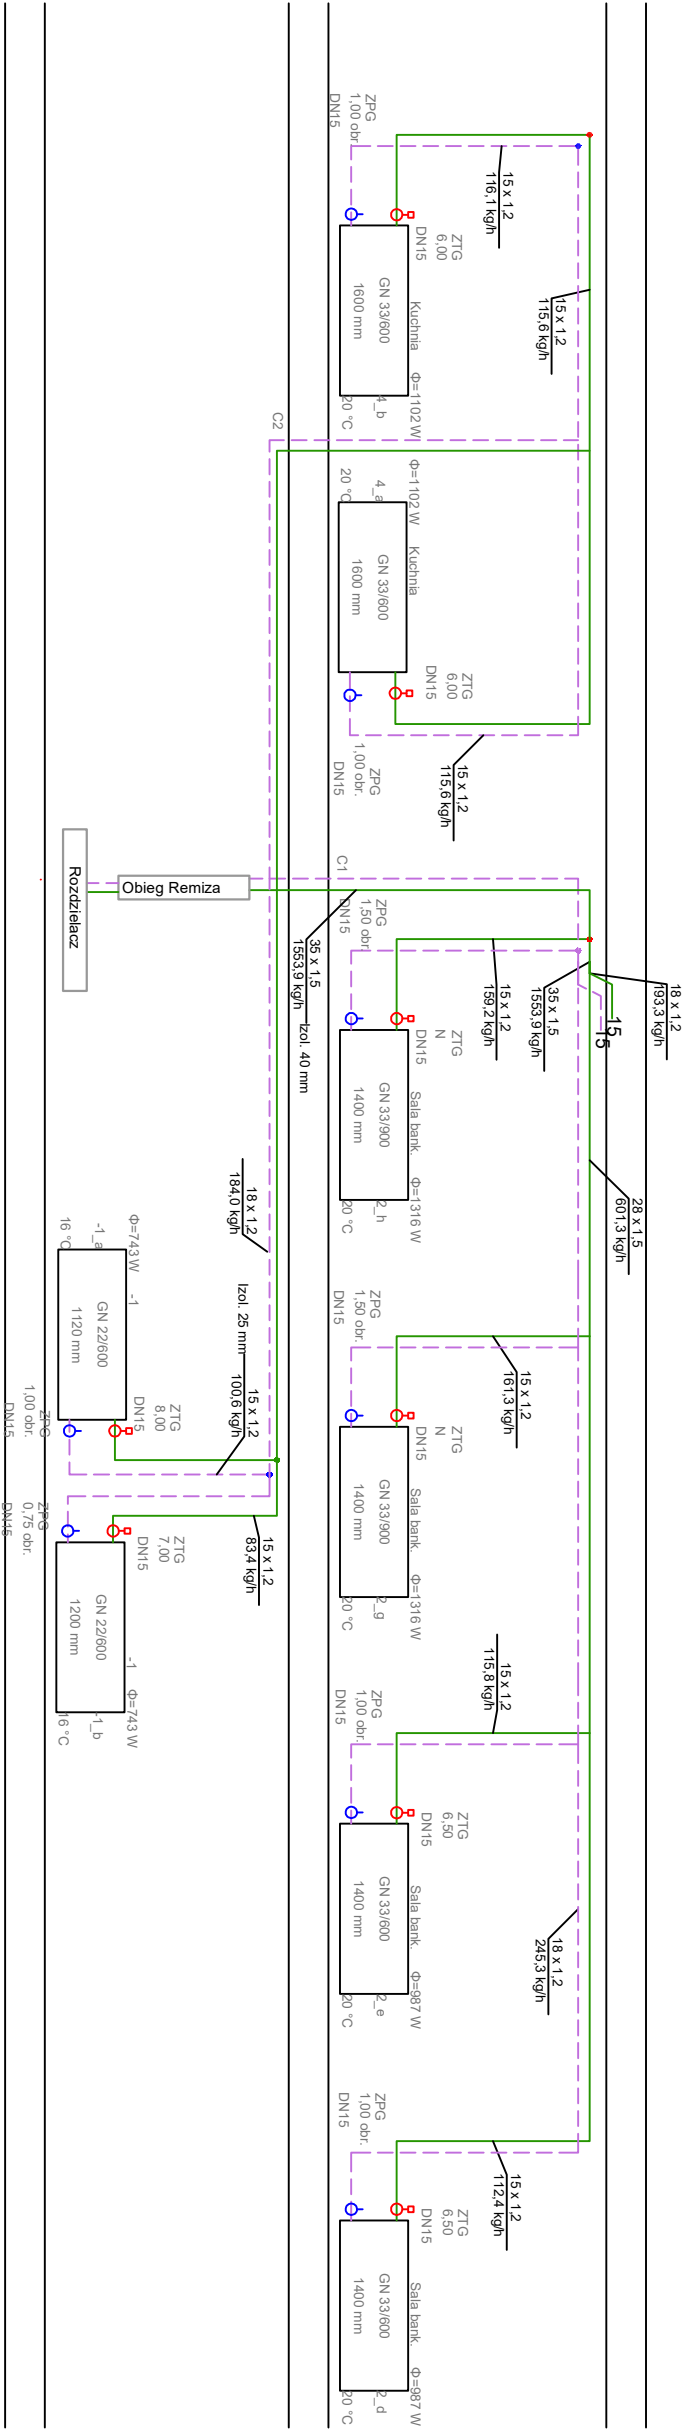 ZPG
1,00 obr.
DN15
15 x 1,2
116,1 kg/h
ZTG
6,00
DN15
Kuchnia
Φ=1102 W
GN 33/600
1600 mm
4_b
20 °C
15 x 1,2
115,6 kg/h
C2
Φ=1102 W
Kuchnia
4_a
20 °C
GN 33/600
1600 mm
ZTG
6,00
DN15
ZPG
1,00 obr.
DN15
15 x 1,2
115,6 kg/h
Rozdzielacz
Obieg Remiza
C1
35 x 1,5
1553,9 kg/h
Izol. 40 mm
ZPG
1,50 obr.
DN15
15 x 1,2
159,2 kg/h
35 x 1,5
1553,9 kg/h
18 x 1,2
193,3 kg/h
15
15
ZTG
N
DN15
Sala bank.
Φ=1316 W
GN 33/900
1400 mm
2_h
20 °C
28 x 1,5
601,3 kg/h
18 x 1,2
184,0 kg/h
Φ=743 W
-1
-1_a
16 °C
GN 22/600
1120 mm
ZTG
8,00
DN15
ZPG
1,00 obr.
DN15
Izol. 25 mm
15 x 1,2
100,6 kg/h
ZPG
0,75 obr.
DN15
ZTG
7,00
DN15
15 x 1,2
83,4 kg/h
GN 22/600
1200 mm
-1
Φ=743 W
-1_b
16 °C
ZPG
1,50 obr.
DN15
15 x 1,2
161,3 kg/h
ZTG
N
DN15
Sala bank.
Φ=1316 W
GN 33/900
1400 mm
2_g
20 °C
ZPG
1,00 obr.
DN15
15 x 1,2
115,8 kg/h
ZTG
6,50
DN15
Sala bank.
Φ=987 W
GN 33/600
1400 mm
2_e
20 °C
18 x 1,2
245,3 kg/h
ZPG
1,00 obr.
DN15
15 x 1,2
112,4 kg/h
ZTG
6,50
DN15
Sala bank.
Φ=987 W
GN 33/600
1400 mm
2_d
20 °C